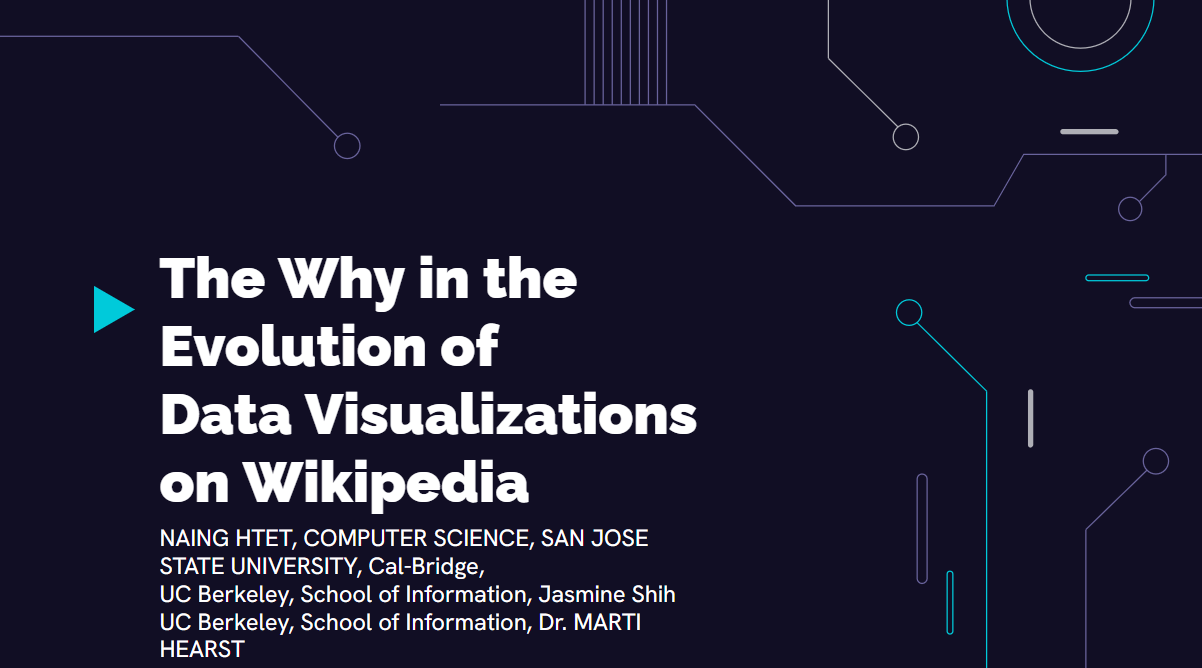 The Why in the
Evolution of
Data Visualizations
on Wikipedia
NAING HTET, COMPUTER SCIENCE, SAN JOSE
STATE UNIVERSITY, Cal-Bridge,
UC Berkeley, School of Information, Jasmine Shih
UC Berkeley, School of Information, Dr. MARTI
HEARST